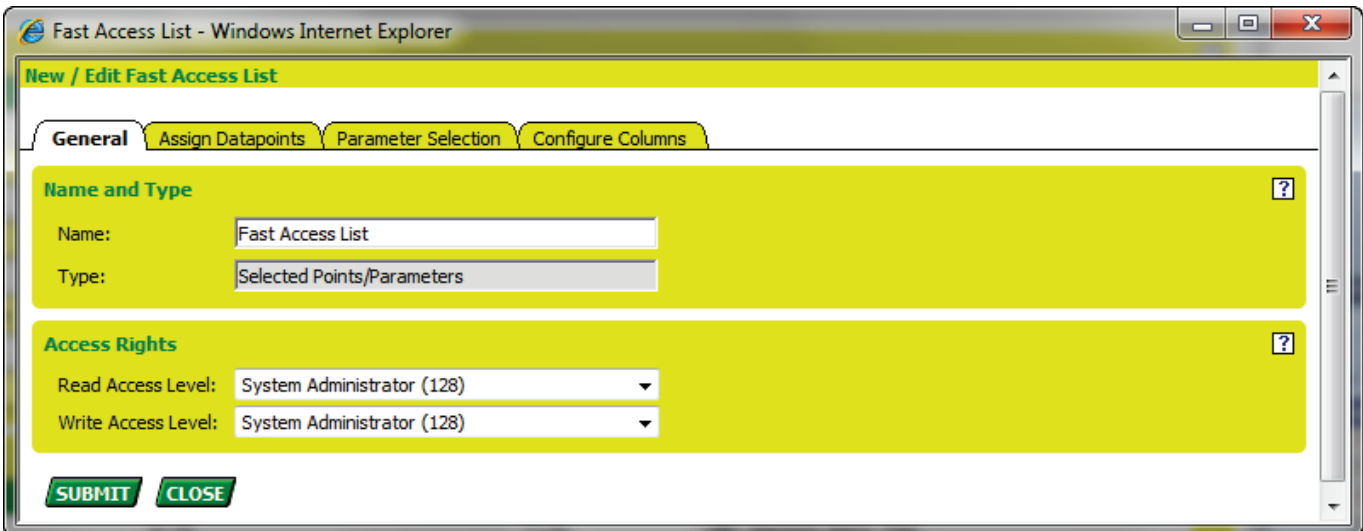 Fast Access List - Windows Internet Explorer
New / Edit Fast Access List
General Assign Datapoints Parameter Selection Configure Columns
Name and Type ?
Name: Fast Access List
Type: Selected Points/Parameters
Access Rights ?
Read Access Level: System Administrator (128)
Write Access Level: System Administrator (128)
SUBMIT CLOSE